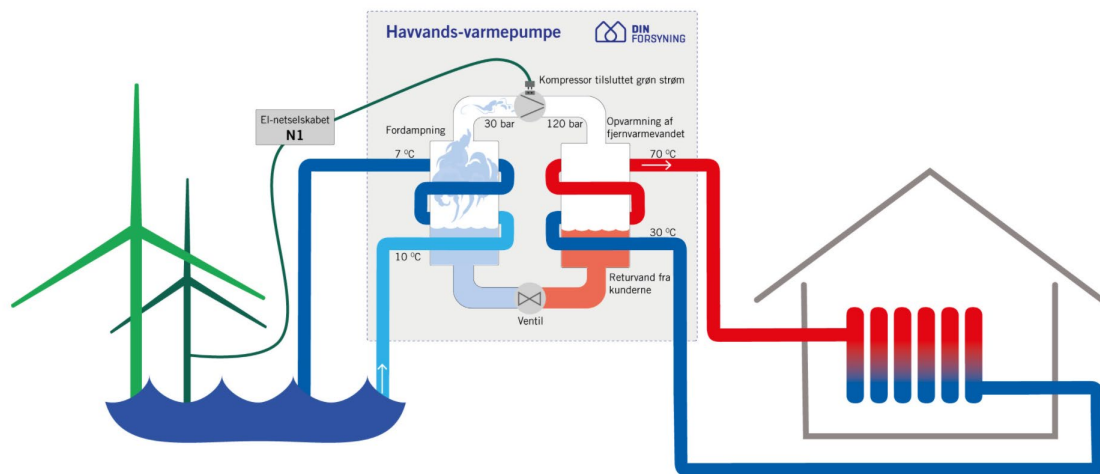 Havvands-varmepumpe
DIN
FORSYNING
Kompressor tilsluttet grøn strøm
El-netselskabet
N1
Fordampning
30 bar
120 bar
Opvarmning af
fjernvarmevandet
7 °C
70 °C
10 °C
30 °C
Returvand fra
kunderne
Ventil